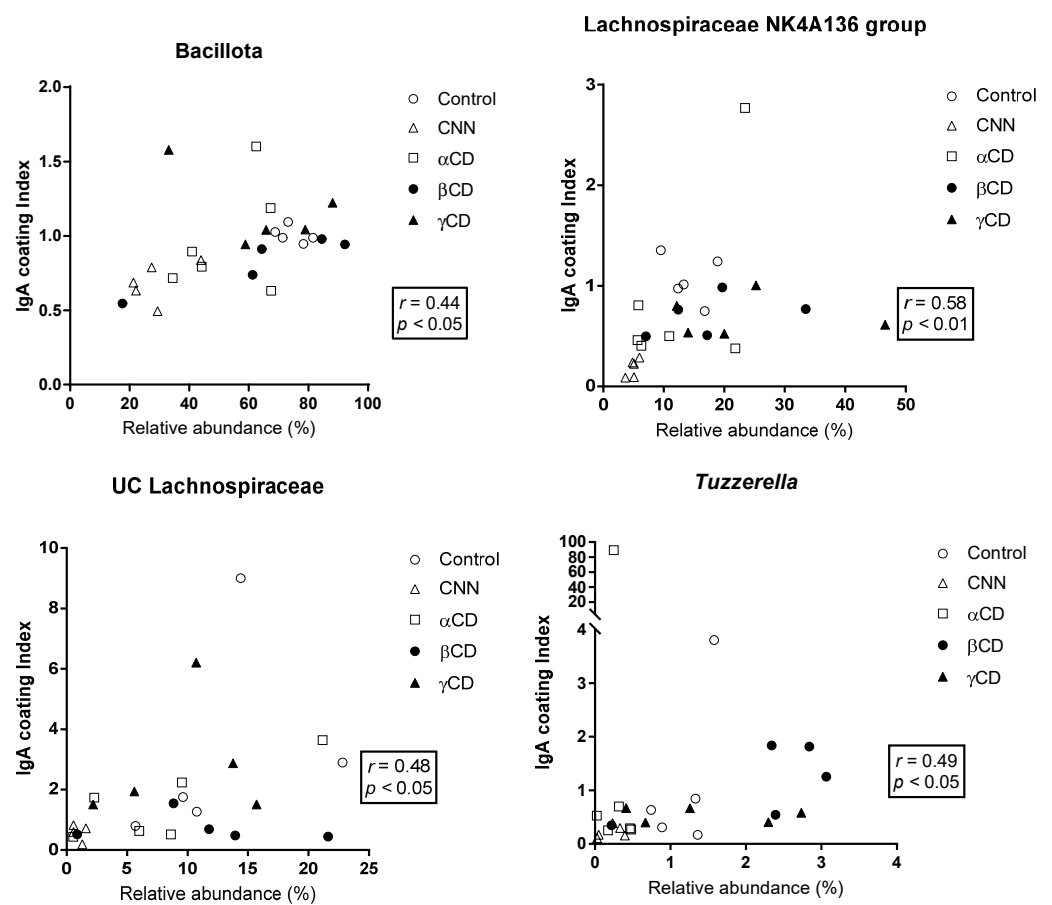 Bacillota
IgA coating Index
2.0
1.5
1.0
0.5
0.0
0 20 40 60 80 100
Relative abundance (%)
Control
CNN
αCD
βCD
γCD
r = 0.44
p < 0.05
Lachnospiraceae NK4A136 group
IgA coating Index
3
2
1
0
0 10 20 30 40 50
Relative abundance (%)
Control
CNN
αCD
βCD
γCD
r = 0.58
p < 0.01
UC Lachnospiraceae
IgA coating Index
10
8
6
4
2
0
0 5 10 15 20 25
Relative abundance (%)
Control
CNN
αCD
βCD
γCD
r = 0.48
p < 0.05
Tuzzerella
IgA coating Index
100
80
60
40
20
4
3
2
1
0
0 1 2 3 4
Relative abundance (%)
Control
CNN
αCD
βCD
γCD
r = 0.49
p < 0.05